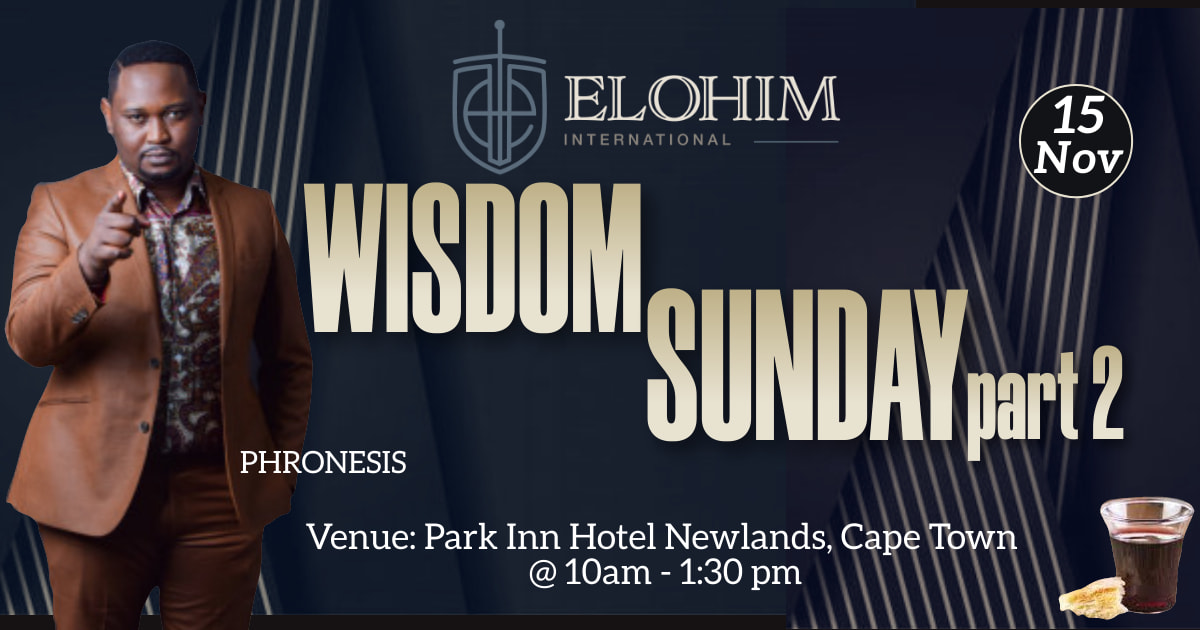 ELOHIM
INTERNATIONAL
15
Nov
WISDOM
SUNDAY part 2
PHRONESIS
Venue: Park Inn Hotel Newlands, Cape Town
@ 10am - 1:30 pm